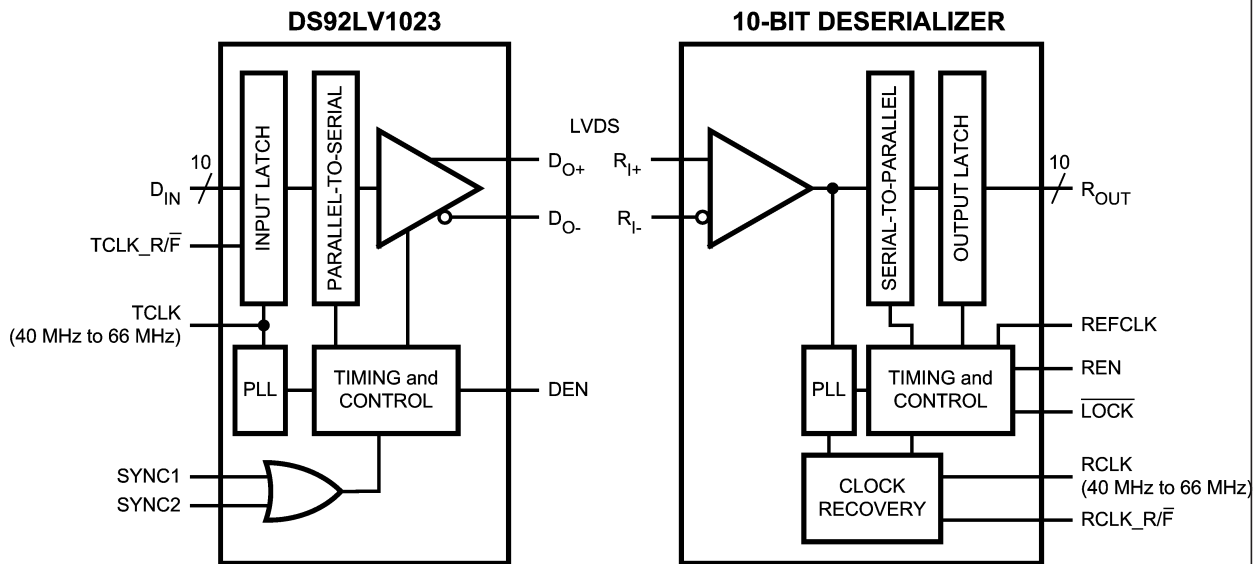 DS92LV1023
10-BIT DESERIALIZER
INPUT LATCH
PARALLEL-TO-SERIAL
LVDS
SERIAL-TO-PARALLEL
OUTPUT LATCH
10
D_IN
TCLK_R/F̅
TCLK
(40 MHz to 66 MHz)
PLL
TIMING and
CONTROL
DEN
SYNC1
SYNC2
D_O+
D_O-
R_I+
R_I-
10
R_OUT
REFCLK
PLL
TIMING and
CONTROL
REN
L̅O̅C̅K̅
CLOCK
RECOVERY
RCLK
(40 MHz to 66 MHz)
RCLK_R/F̅